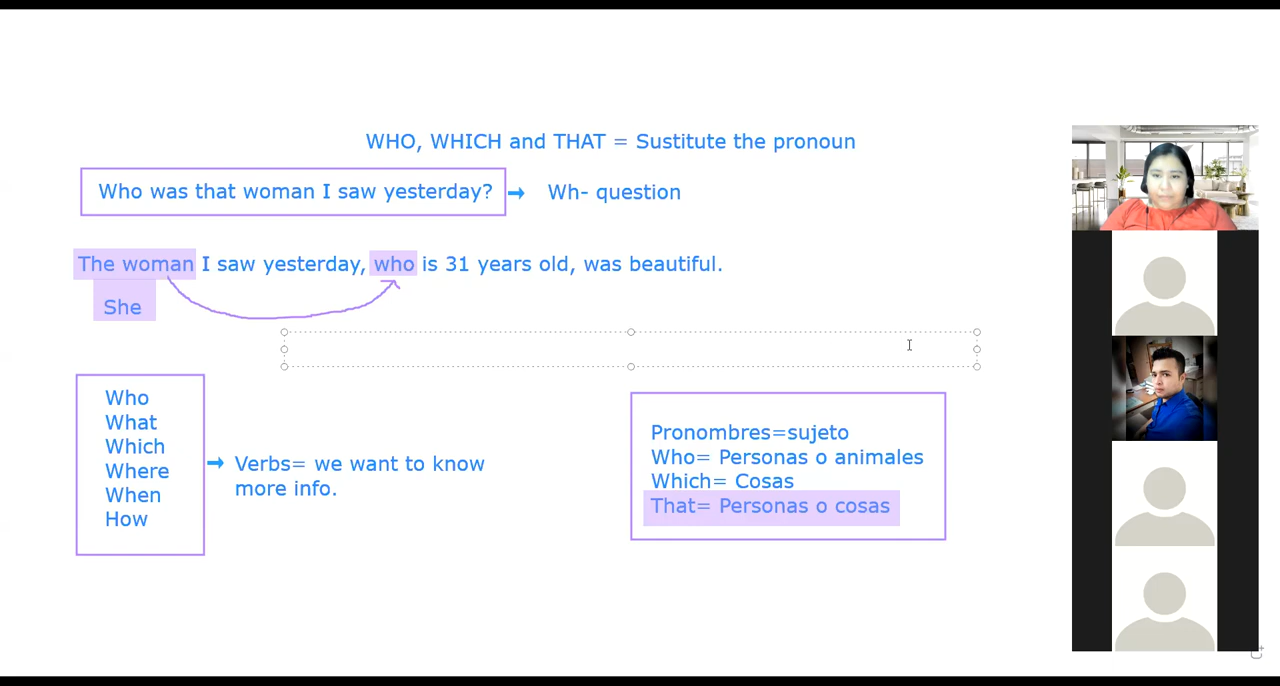 WHO, WHICH and THAT = Sustitute the pronoun
Who was that woman I saw yesterday?
Wh- question
The woman I saw yesterday, who is 31 years old, was beautiful.
She
Who
What
Which
Where
When
How
Verbs= we want to know
more info.
Pronombres=sujeto
Who= Personas o animales
Which= Cosas
That= Personas o cosas